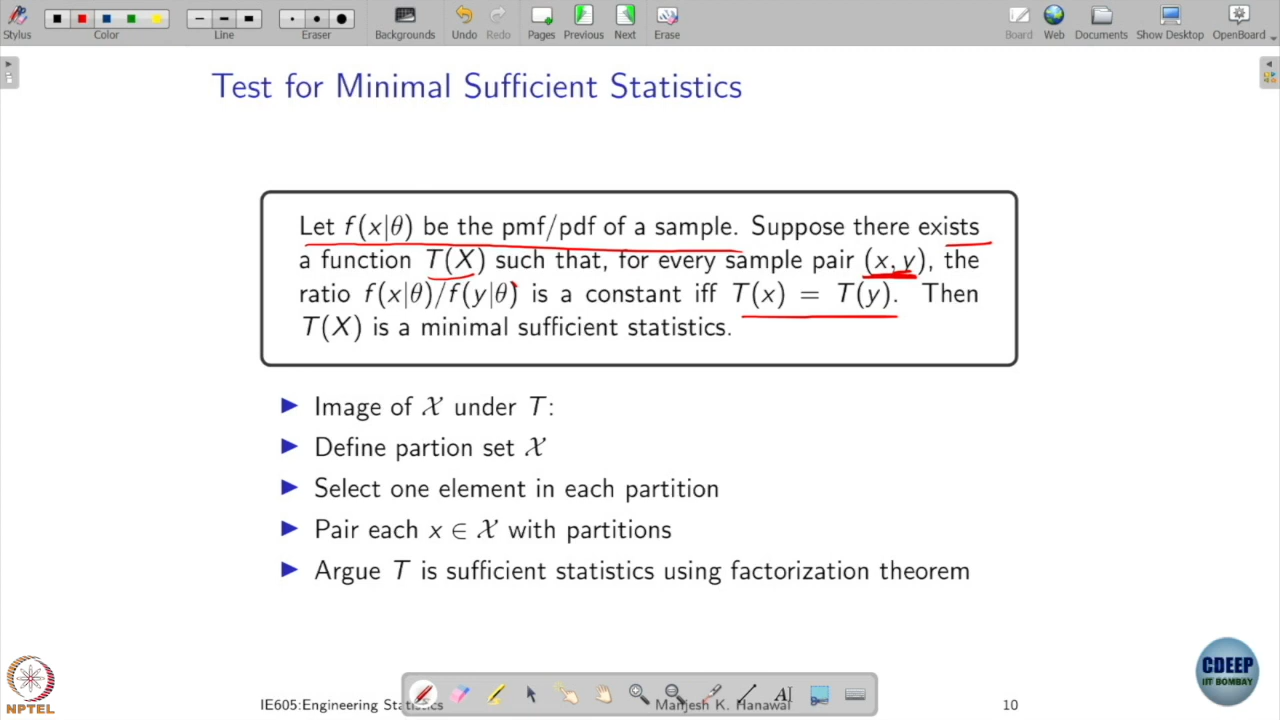 Stylus
Color
Line
Eraser
Backgrounds
Undo
Redo
Pages
Previous
Next
Erase
Board
Web
Documents
Show Desktop
OpenBoard
Test for Minimal Sufficient Statistics
Let f(x|θ) be the pmf/pdf of a sample. Suppose there exists
a function T(X) such that, for every sample pair (x, y), the
ratio f(x|θ)/f(y|θ) is a constant iff T(x) = T(y). Then
T(X) is a minimal sufficient statistics.
▶ Image of 𝒳 under T:
▶ Define partion set 𝒳
▶ Select one element in each partition
▶ Pair each x ∈ 𝒳 with partitions
▶ Argue T is sufficient statistics using factorization theorem
NPTEL
IE605:Engineering Statistics
Manjesh K. Hanawal
10
CDEEP
IIT BOMBAY